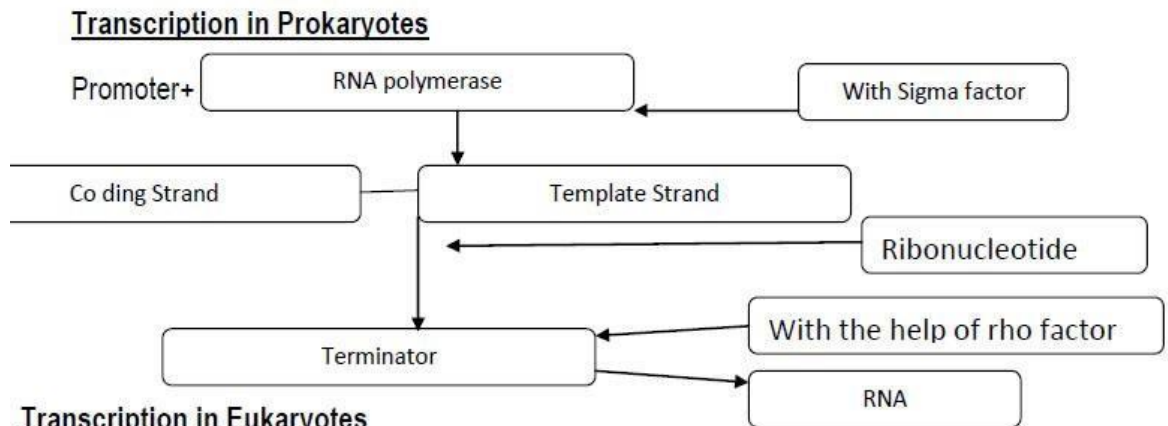 Transcription in Prokaryotes
Promoter+
RNA polymerase
With Sigma factor
Co ding Strand
Template Strand
Ribonucleotide
With the help of rho factor
Terminator
RNA
Transcription in Eukaryotes